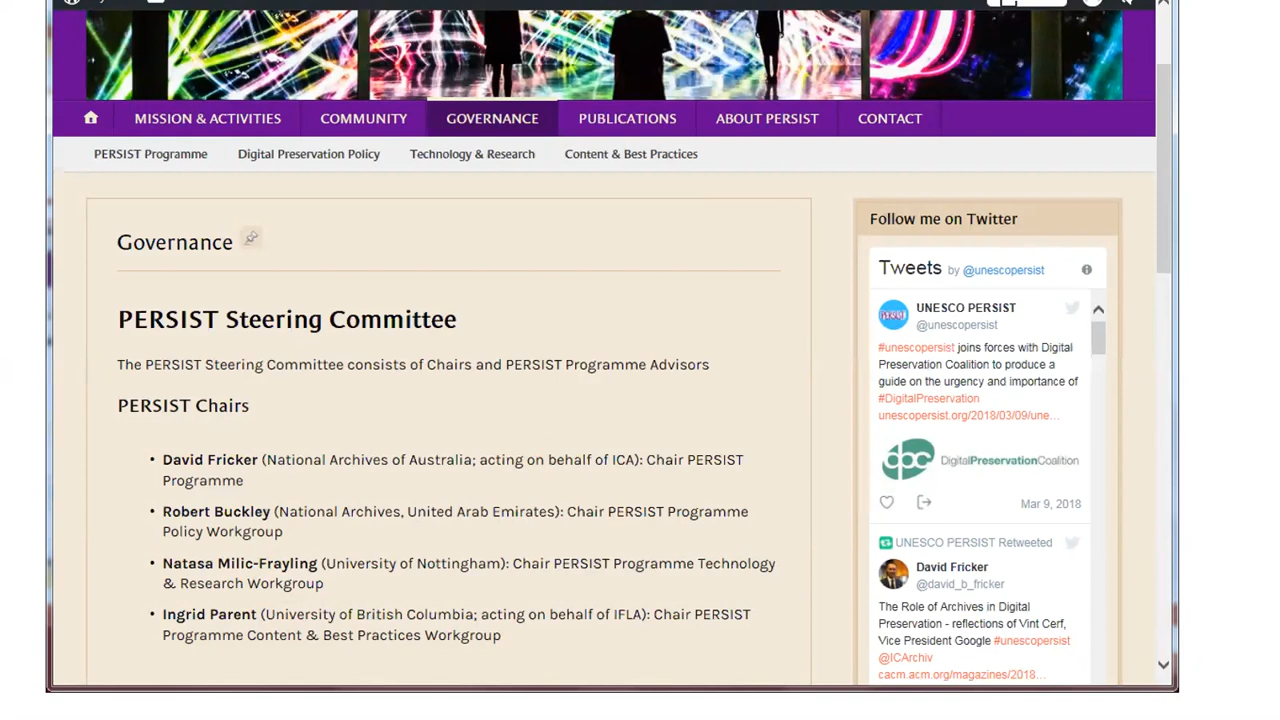 MISSION & ACTIVITIES
COMMUNITY
GOVERNANCE
PUBLICATIONS
ABOUT PERSIST
CONTACT
PERSIST Programme
Digital Preservation Policy
Technology & Research
Content & Best Practices
Governance
PERSIST Steering Committee
The PERSIST Steering Committee consists of Chairs and PERSIST Programme Advisors
PERSIST Chairs
• David Fricker (National Archives of Australia; acting on behalf of ICA): Chair PERSIST
Programme
• Robert Buckley (National Archives, United Arab Emirates): Chair PERSIST Programme
Policy Workgroup
• Natasa Milic-Frayling (University of Nottingham): Chair PERSIST Programme Technology
& Research Workgroup
• Ingrid Parent (University of British Columbia; acting on behalf of IFLA): Chair PERSIST
Programme Content & Best Practices Workgroup
Follow me on Twitter
Tweets by @unescopersist
UNESCO PERSIST
@unescopersist
#unescopersist joins forces with Digital
Preservation Coalition to produce a
guide on the urgency and importance of
#DigitalPreservation
unescopersist.org/2018/03/09/une…
dpc DigitalPreservationCoalition
Mar 9, 2018
UNESCO PERSIST Retweeted
David Fricker
@david_b_fricker
The Role of Archives in Digital
Preservation - reflections of Vint Cerf,
Vice President Google #unescopersist
@ICArchiv
cacm.acm.org/magazines/2018…